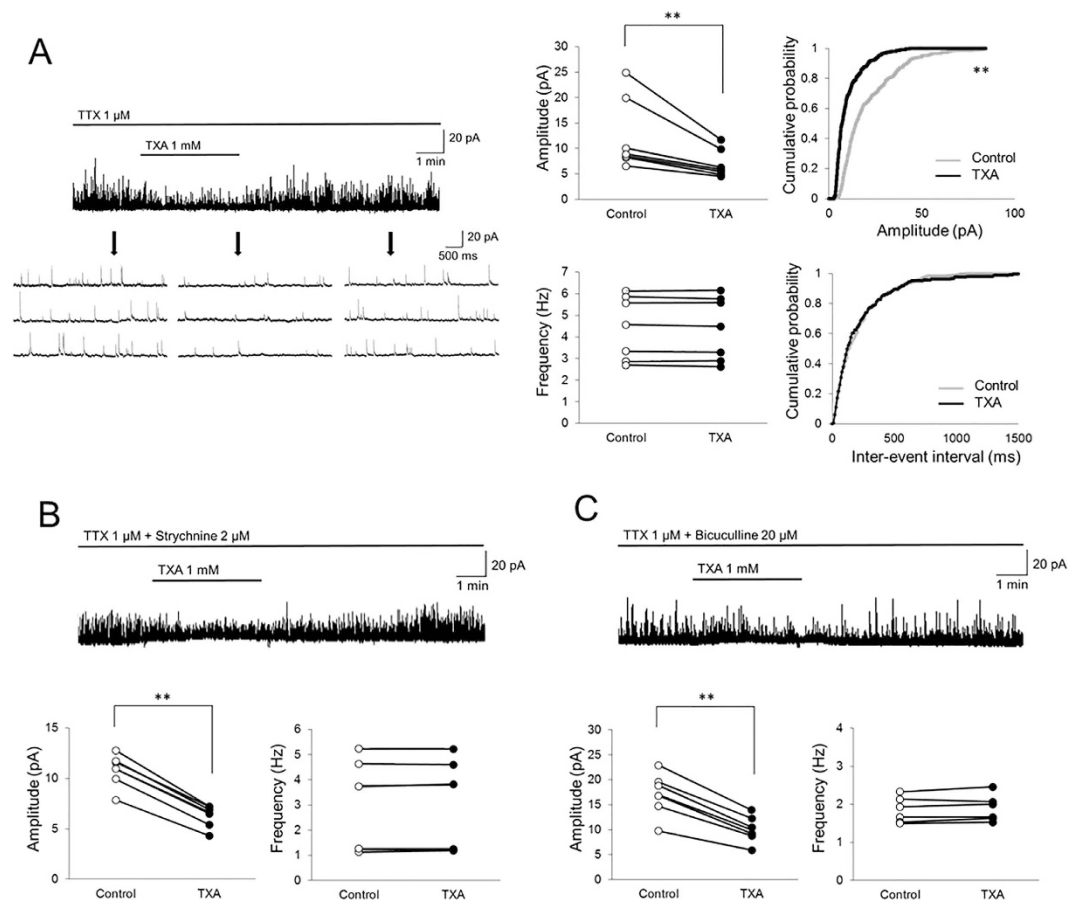 A
TTX 1 µM
TXA 1 mM
20 pA
1 min
20 pA
500 ms
**
30
25
20
15
10
5
0
Amplitude (pA)
Control
TXA
1
0.8
0.6
0.4
0.2
0
Cumulative probability
**
Control
TXA
0
50
100
Amplitude (pA)
7
6
5
4
3
2
1
0
Frequency (Hz)
Control
TXA
1
0.8
0.6
0.4
0.2
0
Cumulative probability
Control
TXA
0
500
1000
1500
Inter-event interval (ms)
B
TTX 1 µM + Strychnine 2 µM
TXA 1 mM
20 pA
1 min
**
15
10
5
0
Amplitude (pA)
Control
TXA
6
5
4
3
2
1
0
Frequency (Hz)
Control
TXA
C
TTX 1 µM + Bicuculline 20 µM
TXA 1 mM
20 pA
1 min
**
30
25
20
15
10
5
0
Amplitude (pA)
Control
TXA
4
3
2
1
0
Frequency (Hz)
Control
TXA